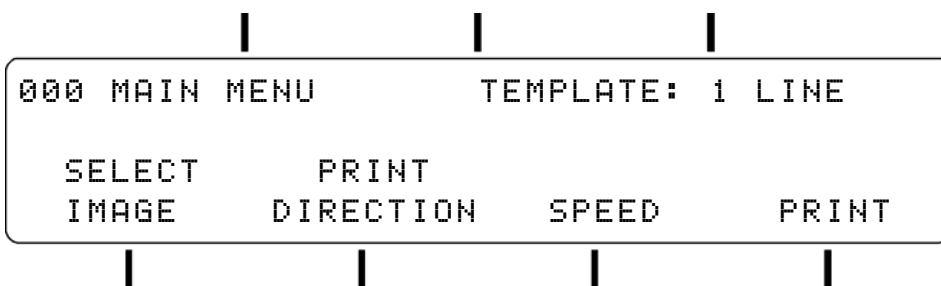 000 MAIN MENU TEMPLATE: 1 LINE
SELECT PRINT
IMAGE DIRECTION SPEED PRINT